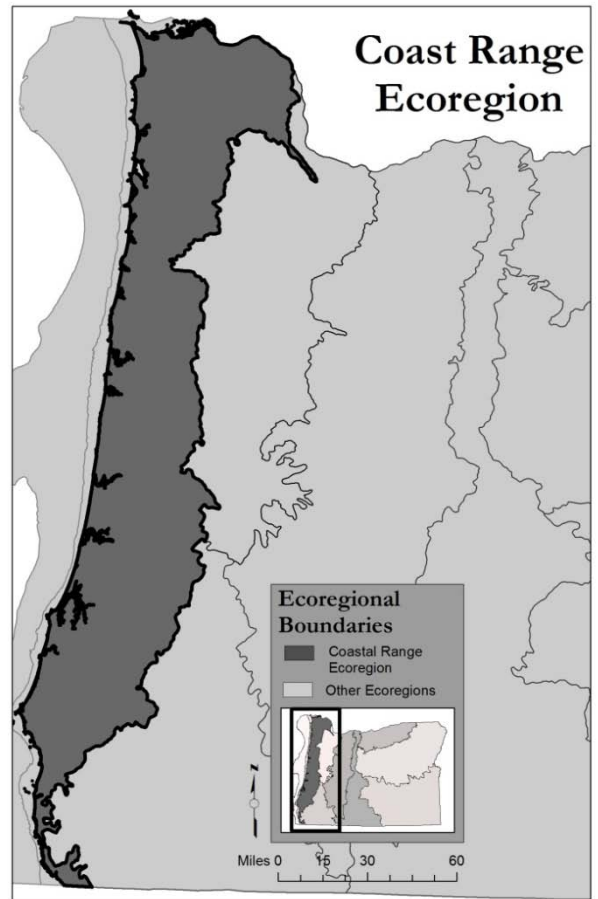 Coast Range
Ecoregion
Ecoregional
Boundaries
Coastal Range
Ecoregion
Other Ecoregions
N
Miles 0 15 30 60